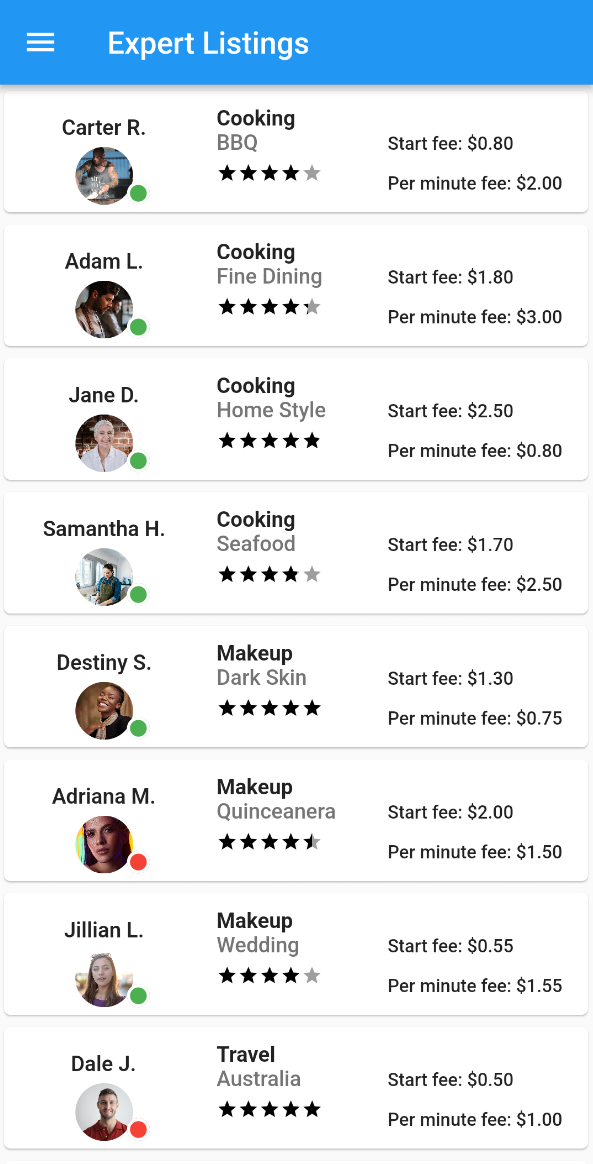 Expert Listings
Carter R.
Cooking
BBQ
Start fee: $0.80
Per minute fee: $2.00
Adam L.
Cooking
Fine Dining
Start fee: $1.80
Per minute fee: $3.00
Jane D.
Cooking
Home Style
Start fee: $2.50
Per minute fee: $0.80
Samantha H.
Cooking
Seafood
Start fee: $1.70
Per minute fee: $2.50
Destiny S.
Makeup
Dark Skin
Start fee: $1.30
Per minute fee: $0.75
Adriana M.
Makeup
Quinceanera
Start fee: $2.00
Per minute fee: $1.50
Jillian L.
Makeup
Wedding
Start fee: $0.55
Per minute fee: $1.55
Dale J.
Travel
Australia
Start fee: $0.50
Per minute fee: $1.00